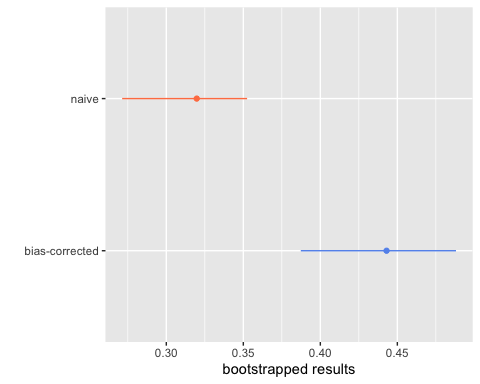 naive
bias-corrected
0.30 0.35 0.40 0.45
bootstrapped results